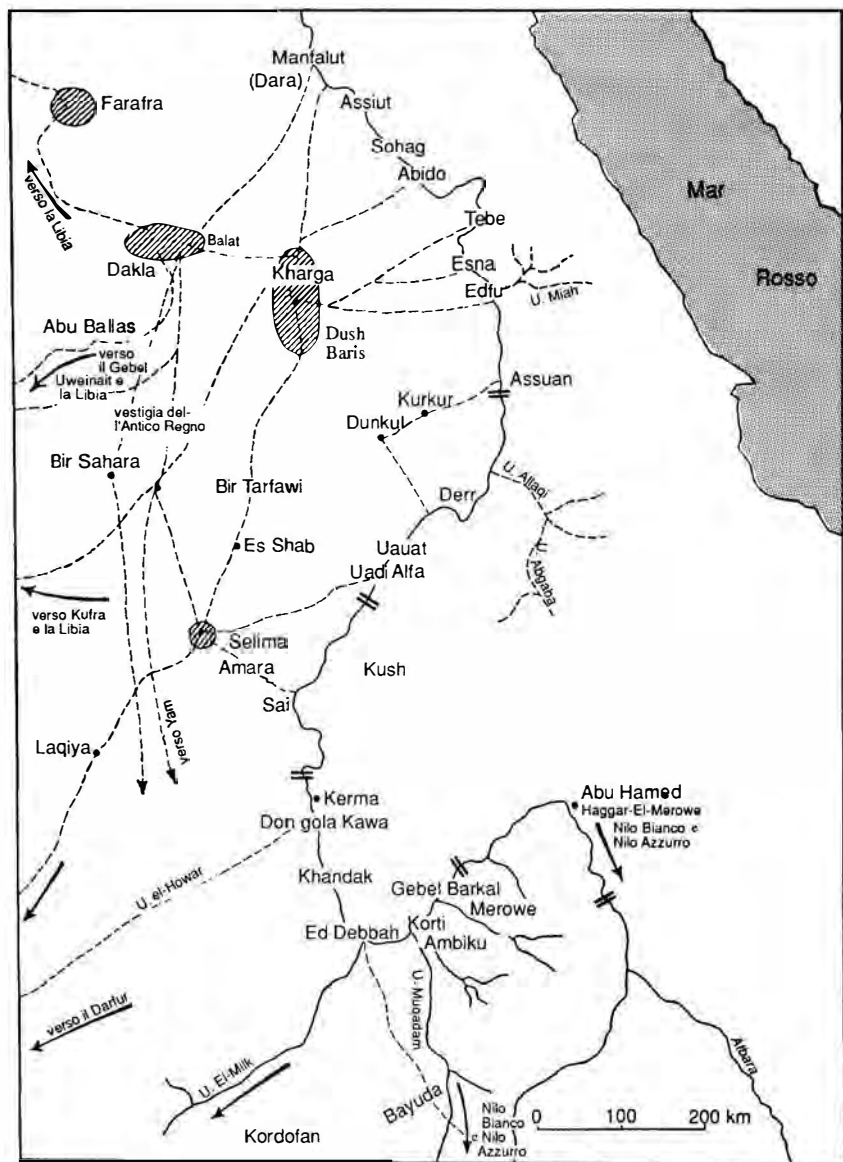 Manfalut
(Dara)
Farafra
Assiut
Sohag
Abido
Mar
Rosso
verso la Libia
Tebe
Balat
Dakla
Kharga
Esna
Edfu
U. Miah
Abu Ballas
Dush
Baris
verso
il Gebel
Uweinait e
la Libia
Assuan
Kurkur
vestigia del-
l'Antico Regno
Dunkul
Bir Sahara
Bir Tarfawi
U. Allaqi
Derr
Es Shab
Uauat
Uadi Alfa
U. Abgaba
verso Kufra
e la Libia
Selima
Amara
Kush
Sai
verso Yam
Laqiya
Kerma
Abu Hamed
Haggar-El-Merowe
Nilo Bianco e
Nilo Azzurro
Don gola Kawa
Khandak
U. el-Howar
Gebel Barkal
Merowe
Ed Debbah
Korti
Ambiku
U. Muqadam
verso il Darfur
Atbara
U. El-Milk
Bayuda
Nilo
Bianco
e Nilo
Azzurro
0 100 200 km
Kordofan